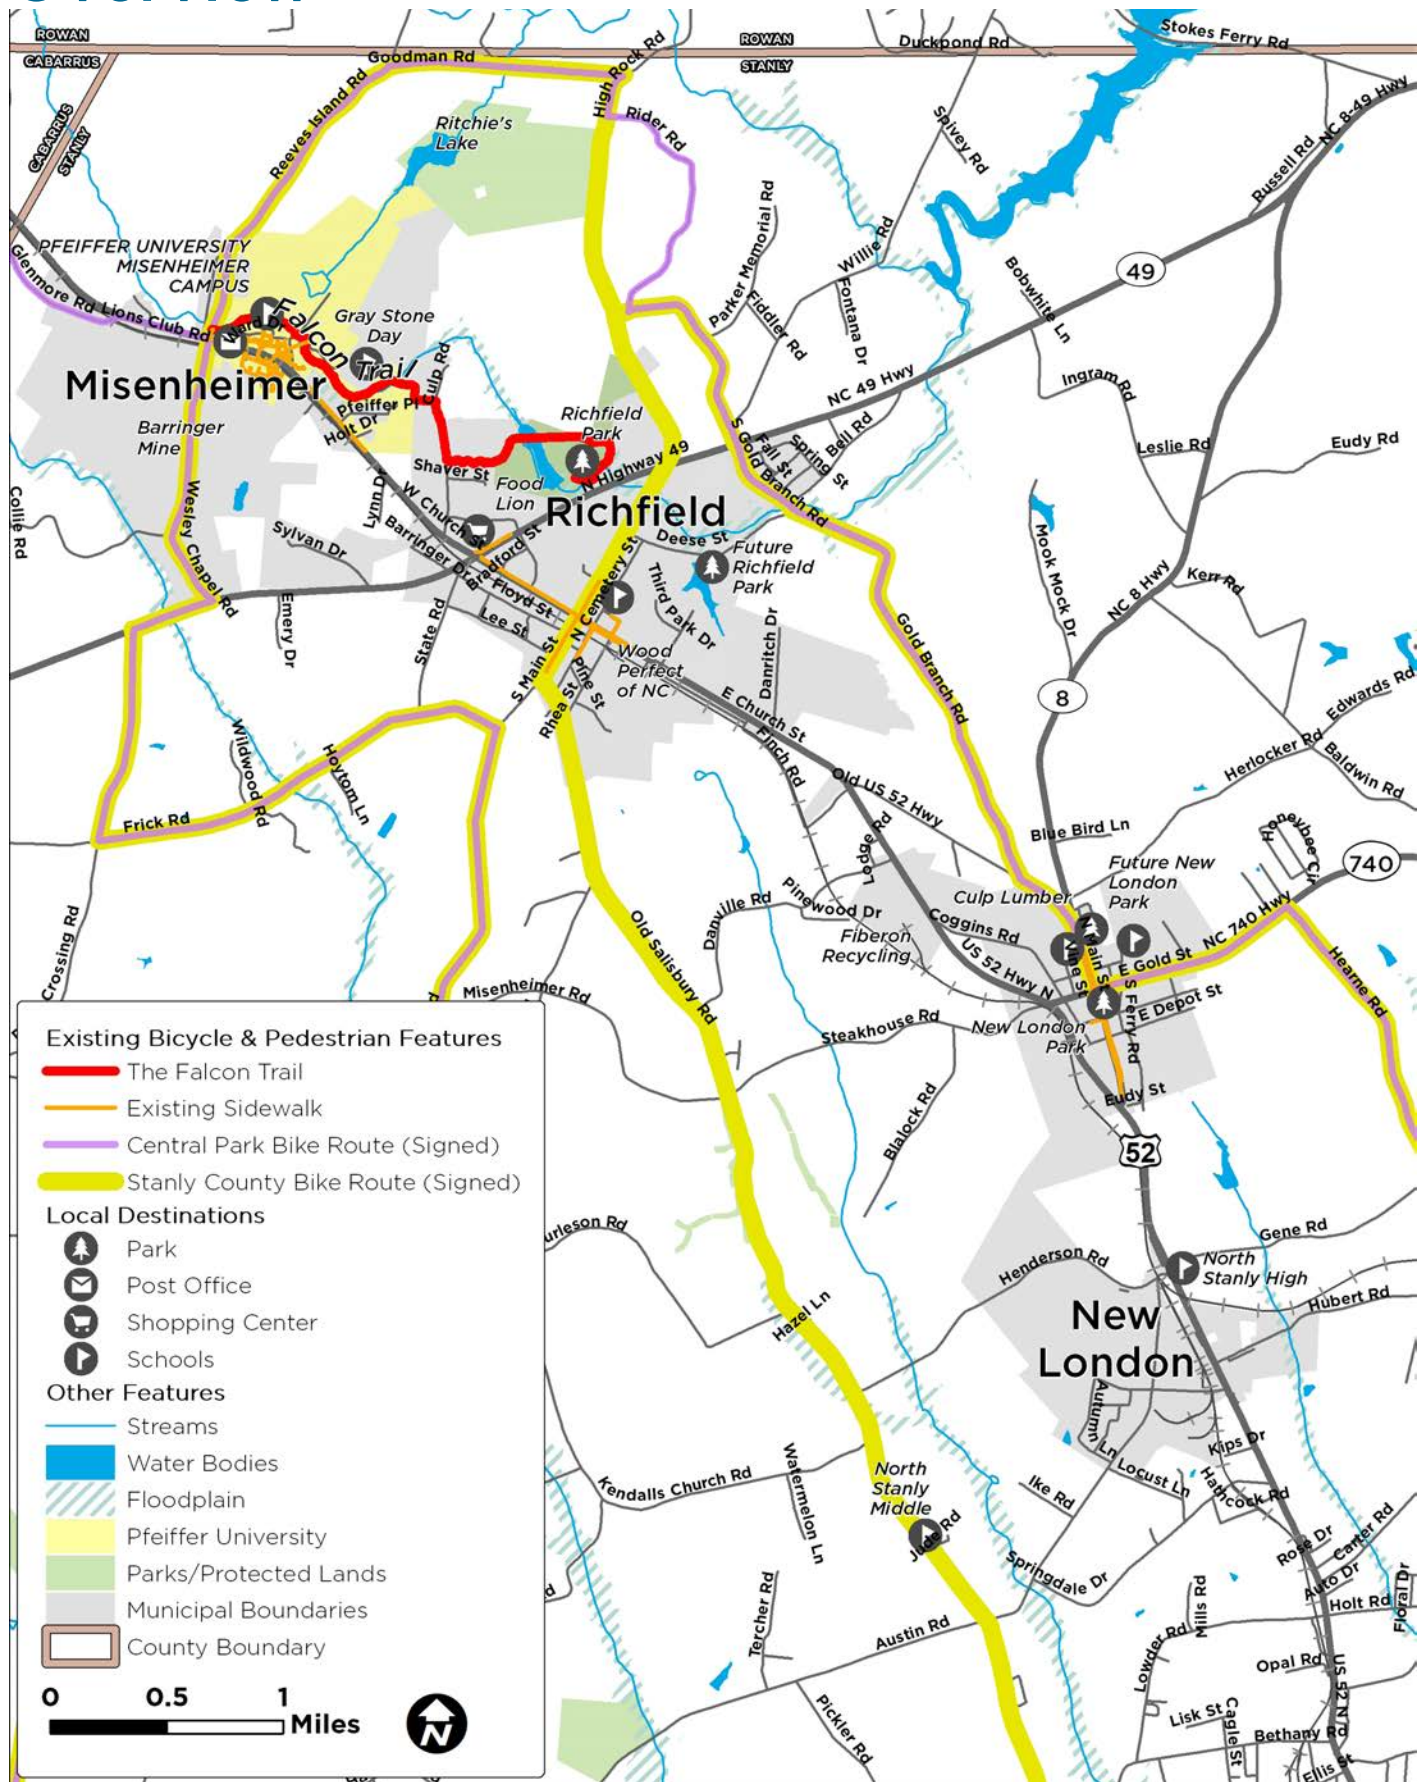 ROWAN
CABARRUS
CABARRUS
STANLY
ROWAN
STANLY
Goodman Rd
High Rock Rd
Duckpond Rd
Stokes Ferry Rd
Reeves Island Rd
Ritchie's
Lake
Rider Rd
Spivey Rd
Russell Rd
NC 8-49 Hwy
PFEIFFER UNIVERSITY
MISENHEIMER
CAMPUS
Glenmore Rd
Lions Club Rd
Ward Dr
Falcon
Trail
Gray Stone
Day
Culp Rd
Parker Memorial Rd
Fiddler Rd
Willie Rd
Fontana Dr
Bobwhite Ln
49
Misenheimer
Pfeiffer Pl
Holt Dr
Barringer
Mine
Richfield
Park
NC 49 Hwy
Ingram Rd
Leslie Rd
Eudy Rd
S Gold Branch Rd
Fall St
Spring St
Bell Rd
Shaver St
Food
Lion
N Highway 49
Richfield
Collie Rd
Wesley Chapel Rd
Lynn Dr
W Church St
Barringer Dr
Bradford St
Sylvan Dr
Deese St
Future
Richfield
Park
Mook Mock Dr
NC 8 Hwy
Kerr Rd
Emery Dr
State Rd
Floyd St
Lee St
N Cemetery St
Third Park Dr
Danritch Dr
Gold Branch Rd
S Main St
Pine St
Rhea St
Wood
Perfect
of NC
E Church St
Finch Rd
8
Edwards Rd
Herlocker Rd
Baldwin Rd
Wildwood Rd
Hoytom Ln
Frick Rd
Old US 52 Hwy
Lopp
Blue Bird Ln
Honeybee Cir
740
Future New
London
Park
Culp Lumber
Pinewood Dr
Danville Rd
Coggins Rd
Fiberon
Recycling
US 52 Hwy N
N Main St
Vine St
E Gold St
NC 740 Hwy
Hearne Rd
Crossing Rd
Old Salisbury Rd
Misenheimer Rd
Steakhouse Rd
New London
Park
S Ferry Rd
E Depot St
Eudy St
Blalock Rd
52
Existing Bicycle & Pedestrian Features
The Falcon Trail
Existing Sidewalk
Central Park Bike Route (Signed)
Stanly County Bike Route (Signed)
Local Destinations
Park
Post Office
Shopping Center
Schools
Other Features
Streams
Water Bodies
Floodplain
Pfeiffer University
Parks/Protected Lands
Municipal Boundaries
County Boundary
0 0.5 1
Miles
N
urleson Rd
Hazel Ln
Henderson Rd
Gene Rd
North
Stanly High
Hubert Rd
New
London
Autumn Ln
Locust Ln
Kips Dr
Hathcock Rd
Kendalls Church Rd
Watermelon Ln
North
Stanly
Middle
Jude Rd
Ike Rd
Springdale Dr
Rose Dr
Carter Rd
Auto Dr
Holt Rd
Floral Dr
Mills Rd
Lowder Rd
Austin Rd
Tercher Rd
Opal Rd
US 52 N
Pickler Rd
Lisk St
Cagle St
Bethany Rd
Ellis St